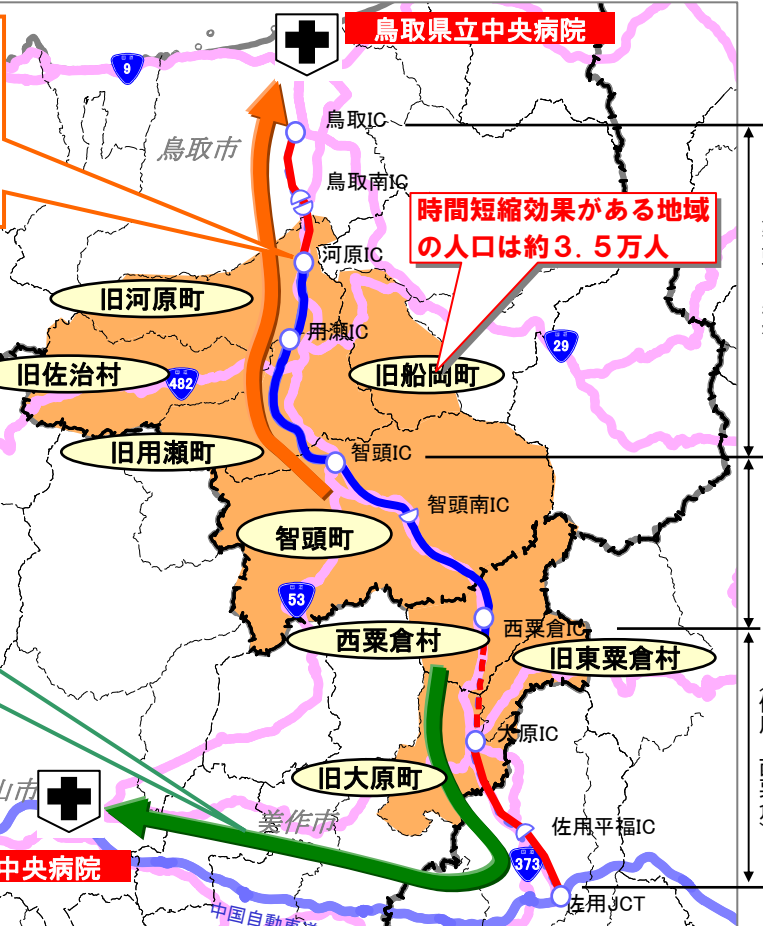 鳥取県立中央病院
9
鳥取IC
鳥取市
鳥取南IC
時間短縮効果がある地域
の人口は約３．５万人
河原IC
旧河原町
用瀬IC
29
旧佐治村
482
旧船岡町
旧用瀬町
智頭IC
智頭南IC
智頭町
53
西粟倉IC
西粟倉村
旧東粟倉村
大原IC
旧大原町
山市
美作市
佐用平福IC
中央病院
373
佐用JCT
中国自動車道